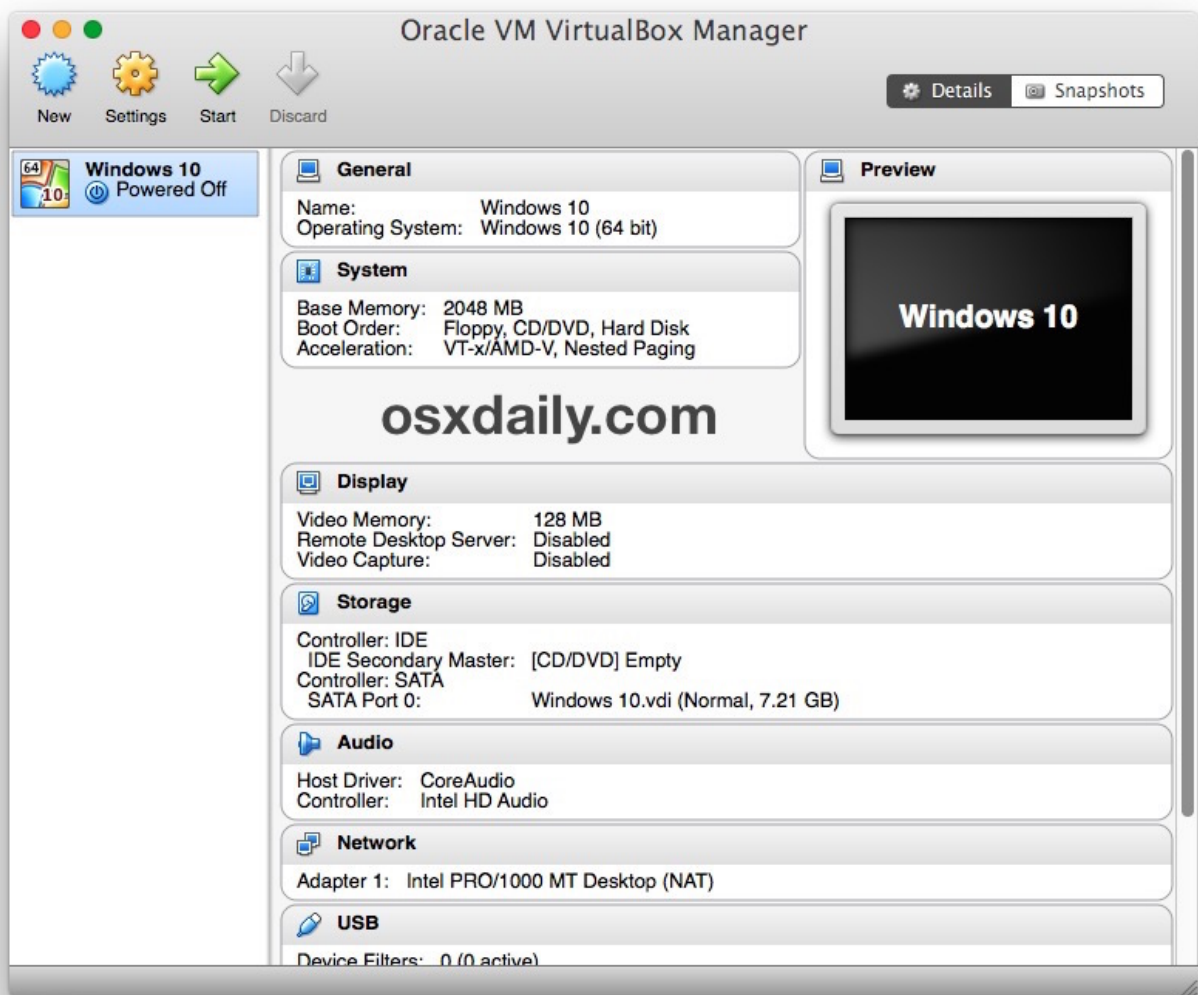 Oracle VM VirtualBox Manager
New Settings Start Discard
Details Snapshots
64
10
Windows 10
Powered Off
General
Name: Windows 10
Operating System: Windows 10 (64 bit)
System
Base Memory: 2048 MB
Boot Order: Floppy, CD/DVD, Hard Disk
Acceleration: VT-x/AMD-V, Nested Paging
Preview
Windows 10
osxdaily.com
Display
Video Memory: 128 MB
Remote Desktop Server: Disabled
Video Capture: Disabled
Storage
Controller: IDE
IDE Secondary Master: [CD/DVD] Empty
Controller: SATA
SATA Port 0: Windows 10.vdi (Normal, 7.21 GB)
Audio
Host Driver: CoreAudio
Controller: Intel HD Audio
Network
Adapter 1: Intel PRO/1000 MT Desktop (NAT)
USB
Device Filters: 0 (0 active)